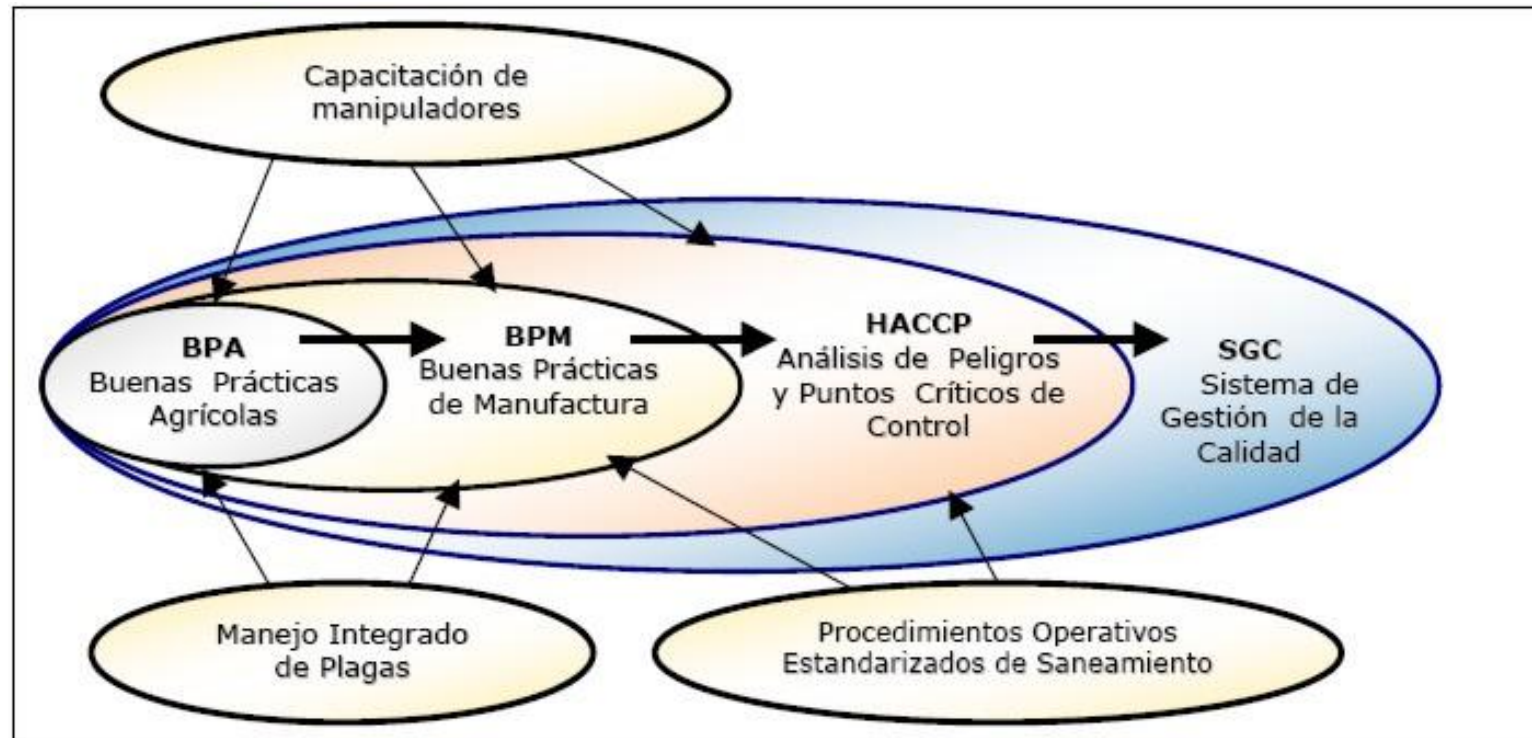 Capacitación de
manipuladores
BPA
Buenas Prácticas
Agrícolas
BPM
Buenas Prácticas
de Manufactura
HACCP
Análisis de Peligros
y Puntos Críticos de
Control
SGC
Sistema de
Gestión de la
Calidad
Manejo Integrado
de Plagas
Procedimientos Operativos
Estandarizados de Saneamiento